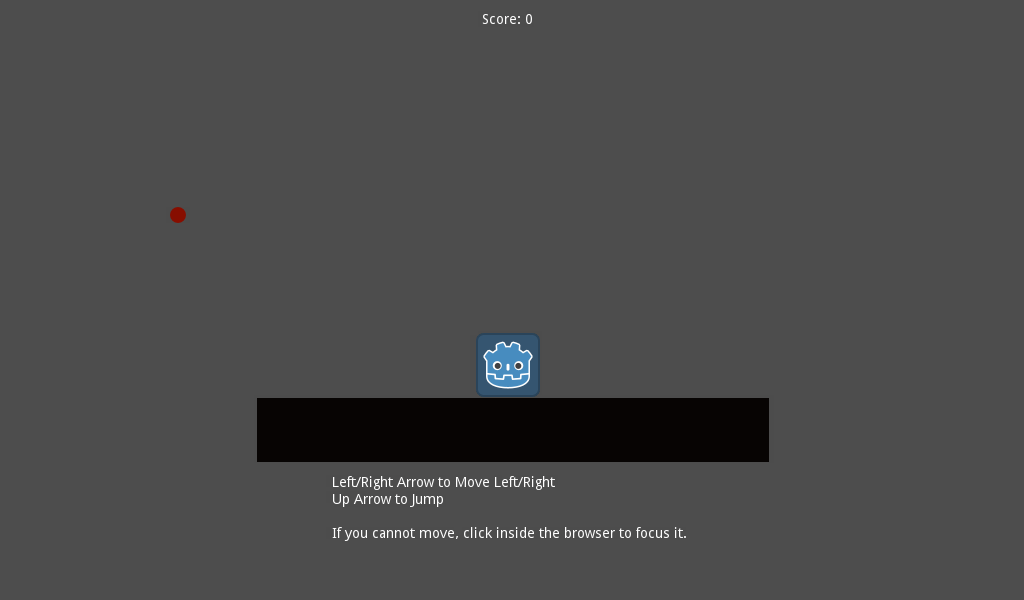 Score: 0
Left/Right Arrow to Move Left/Right
Up Arrow to Jump
If you cannot move, click inside the browser to focus it.